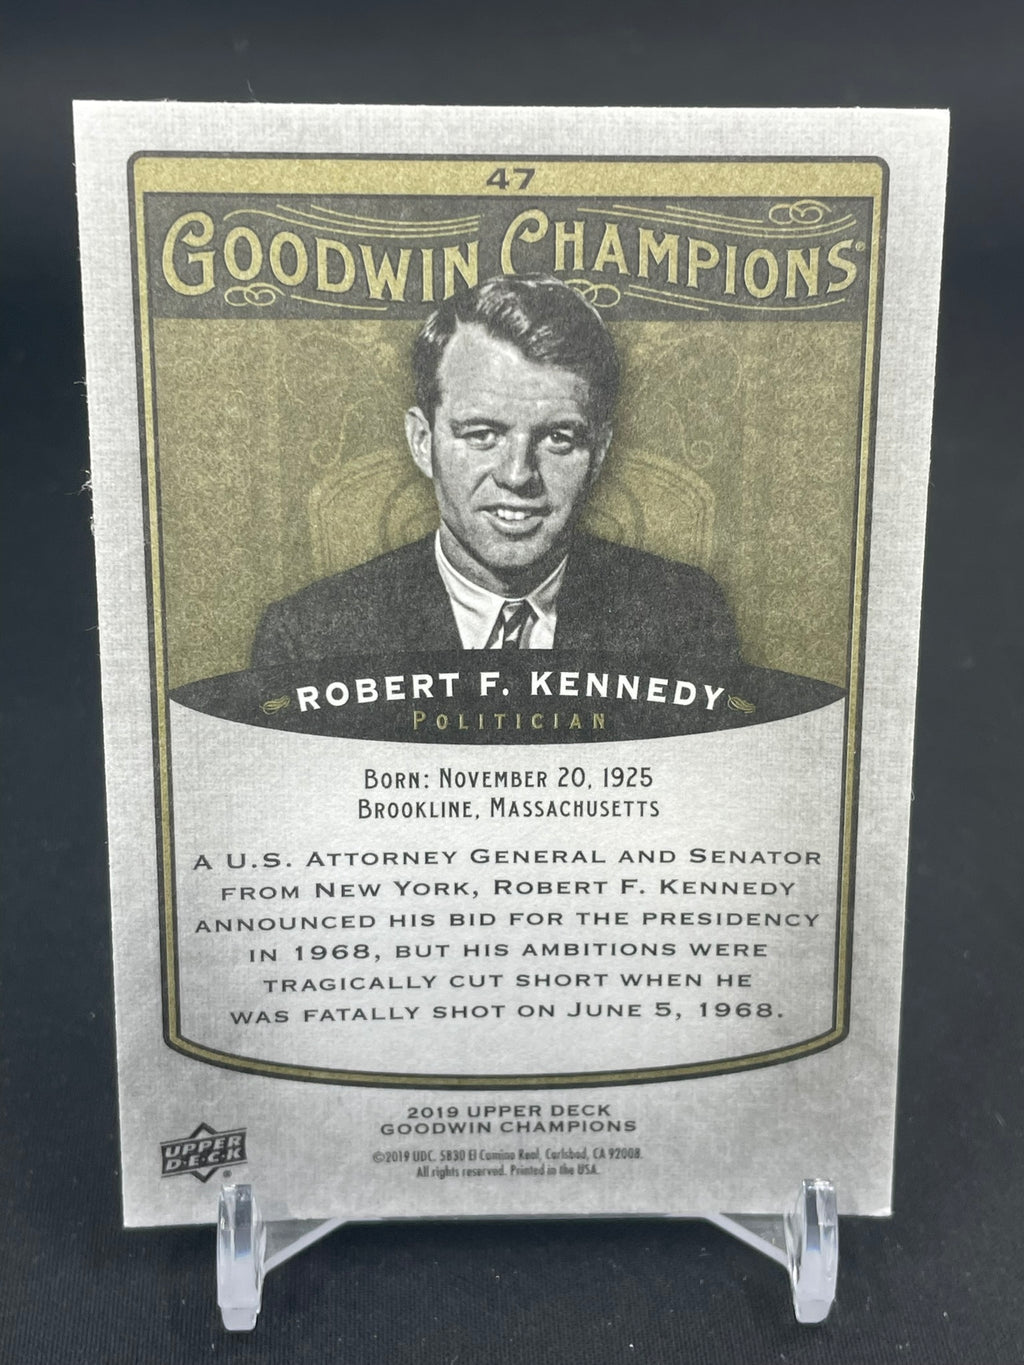 47
GOODWIN CHAMPIONS®
ROBERT F. KENNEDY
POLITICIAN
BORN: NOVEMBER 20, 1925
BROOKLINE, MASSACHUSETTS
A U.S. ATTORNEY GENERAL AND SENATOR
FROM NEW YORK, ROBERT F. KENNEDY
ANNOUNCED HIS BID FOR THE PRESIDENCY
IN 1968, BUT HIS AMBITIONS WERE
TRAGICALLY CUT SHORT WHEN HE
WAS FATALLY SHOT ON JUNE 5, 1968.
2019 UPPER DECK
GOODWIN CHAMPIONS
UPPER
D·E·C·K®
©2019 UDC. 5830 El Camino Real, Carlsbad, CA 92008.
All rights reserved. Printed in the USA.